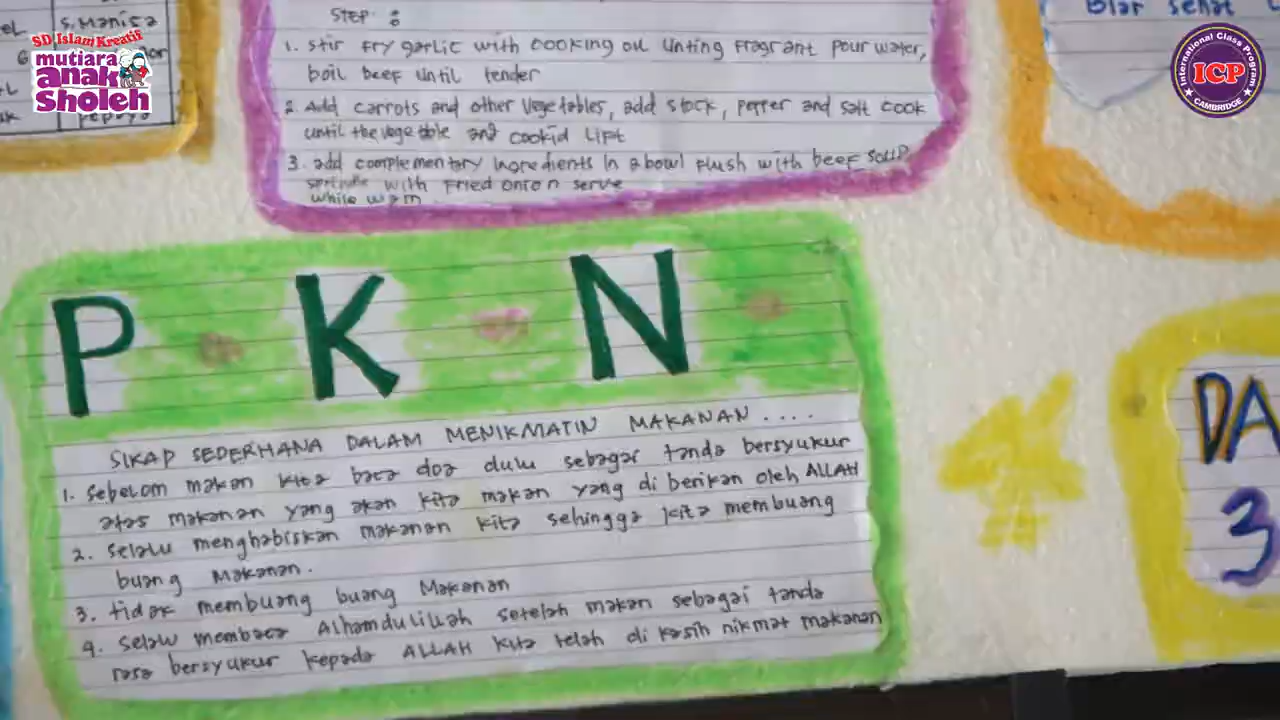 S.Manisa
SD Islam Kreatif
mutiara
anak
sholeh
International Class Program
ICP
CAMBRIDGE
STEP :
1. stir fry garlic with cooking oil unting fragrant pour water,
boil beef until tender
2. Add carrots and other vegetables, add stock, pepper and salt cook
until the vegetable and cookid lift
3. add complementary ingredients in a bowl flush with beef soup
with fried onion serve
while warm
Biar sehat
P K N
SIKAP SEDERHANA DALAM MENIKMATIN MAKANAN ....
1. sebelom makan kita baca doa dulu sebagai tanda bersyukur
atas makanan yang akan kita makan yang di berikan oleh ALLAH
2. selalu menghabiskan makanan kita sehingga kita membuang
buang makanan.
3. tidak membuang buang Makanan
4. selalu membaca Alhamdulillah setelah makan sebagai tanda
rasa bersyukur kepada ALLAH kita telah di kasih nikmat makanan
DA
3